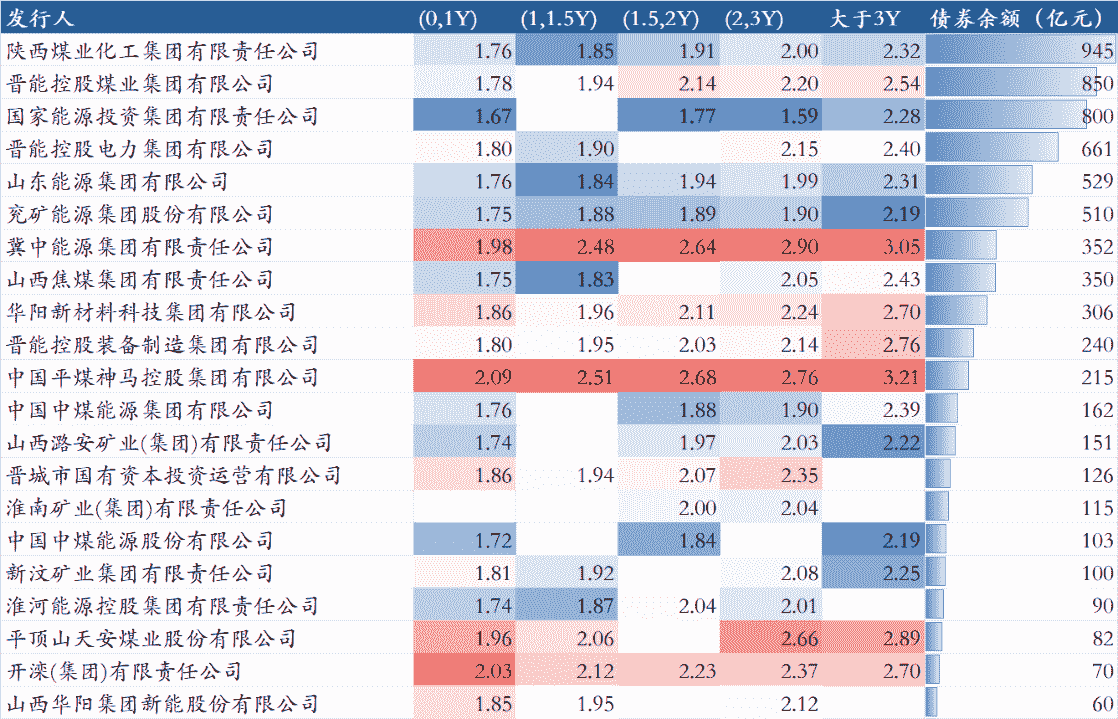 发行人 (0,1Y) (1,1.5Y) (1.5,2Y) (2,3Y) 大于3Y 债券余额（亿元）
陕西煤业化工集团有限责任公司 1.76 1.85 1.91 2.00 2.32 945
晋能控股煤业集团有限公司 1.78 1.94 2.14 2.20 2.54 850
国家能源投资集团有限责任公司 1.67 1.77 1.59 2.28 800
晋能控股电力集团有限公司 1.80 1.90 2.15 2.40 661
山东能源集团有限公司 1.76 1.84 1.94 1.99 2.31 529
兖矿能源集团股份有限公司 1.75 1.88 1.89 1.90 2.19 510
冀中能源集团有限责任公司 1.98 2.48 2.64 2.90 3.05 352
山西焦煤集团有限责任公司 1.75 1.83 2.05 2.43 350
华阳新材料科技集团有限公司 1.86 1.96 2.11 2.24 2.70 306
晋能控股装备制造集团有限公司 1.80 1.95 2.03 2.14 2.76 240
中国平煤神马控股集团有限公司 2.09 2.51 2.68 2.76 3.21 215
中国中煤能源集团有限公司 1.76 1.88 1.90 2.39 162
山西潞安矿业(集团)有限责任公司 1.74 1.97 2.03 2.22 151
晋城市国有资本投资运营有限公司 1.86 1.94 2.07 2.35 126
淮南矿业(集团)有限责任公司 2.00 2.04 115
中国中煤能源股份有限公司 1.72 1.84 2.19 103
新汶矿业集团有限责任公司 1.81 1.92 2.08 2.25 100
淮河能源控股集团有限责任公司 1.74 1.87 2.04 2.01 90
平顶山天安煤业股份有限公司 1.96 2.06 2.66 2.89 82
开滦(集团)有限责任公司 2.03 2.12 2.23 2.37 2.70 70
山西华阳集团新能股份有限公司 1.85 1.95 2.12 60